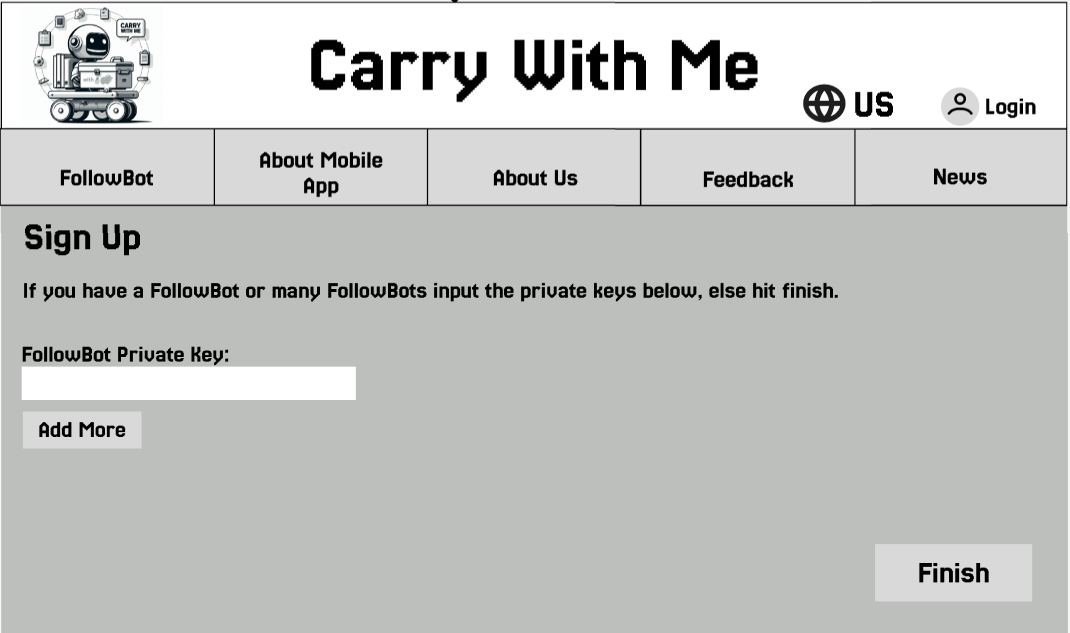 CARRY
WITH ME
Carry With Me
US
Login
FollowBot
About Mobile
App
About Us
Feedback
News
Sign Up
If you have a FollowBot or many FollowBots input the private keys below, else hit finish.
FollowBot Private Key:
Add More
Finish